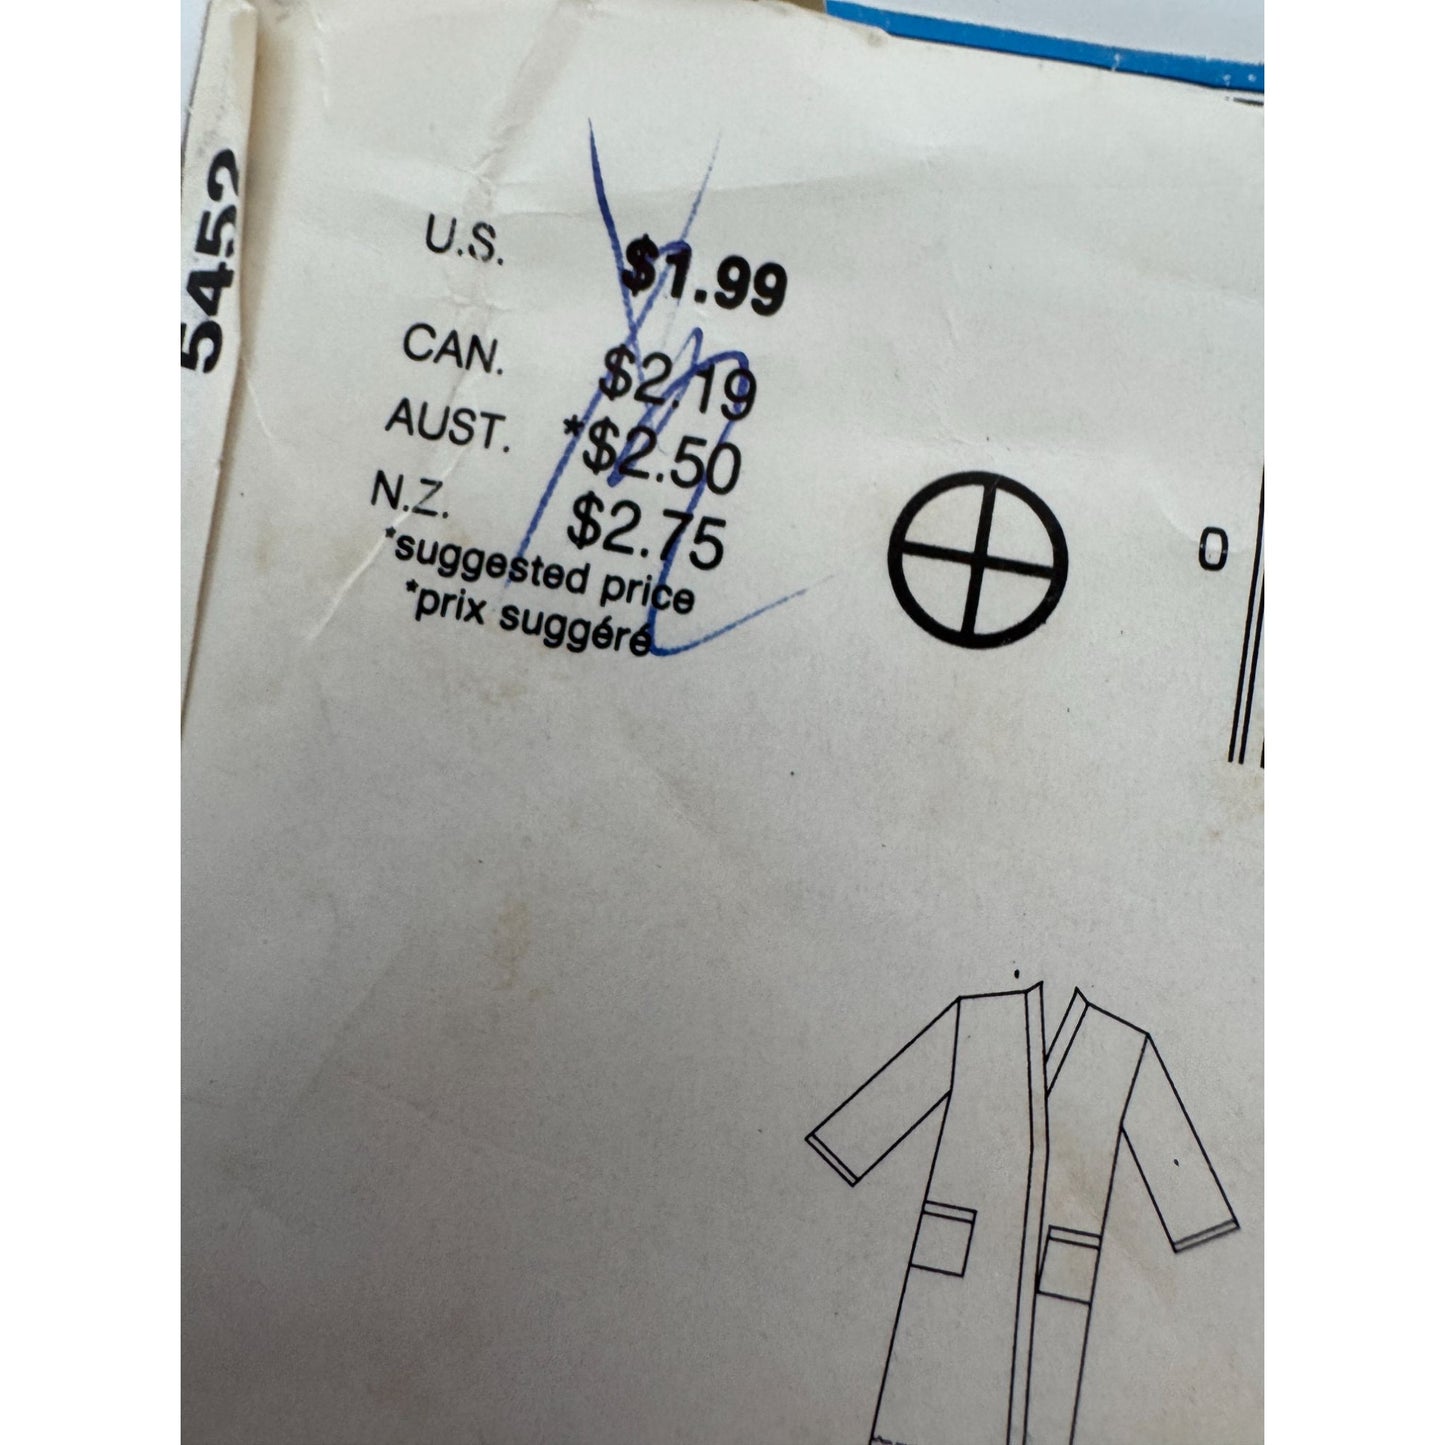 5452
U.S. $1.99
CAN. $2.19
AUST. *$2.50
N.Z. $2.75
*suggested price
*prix suggéré
0